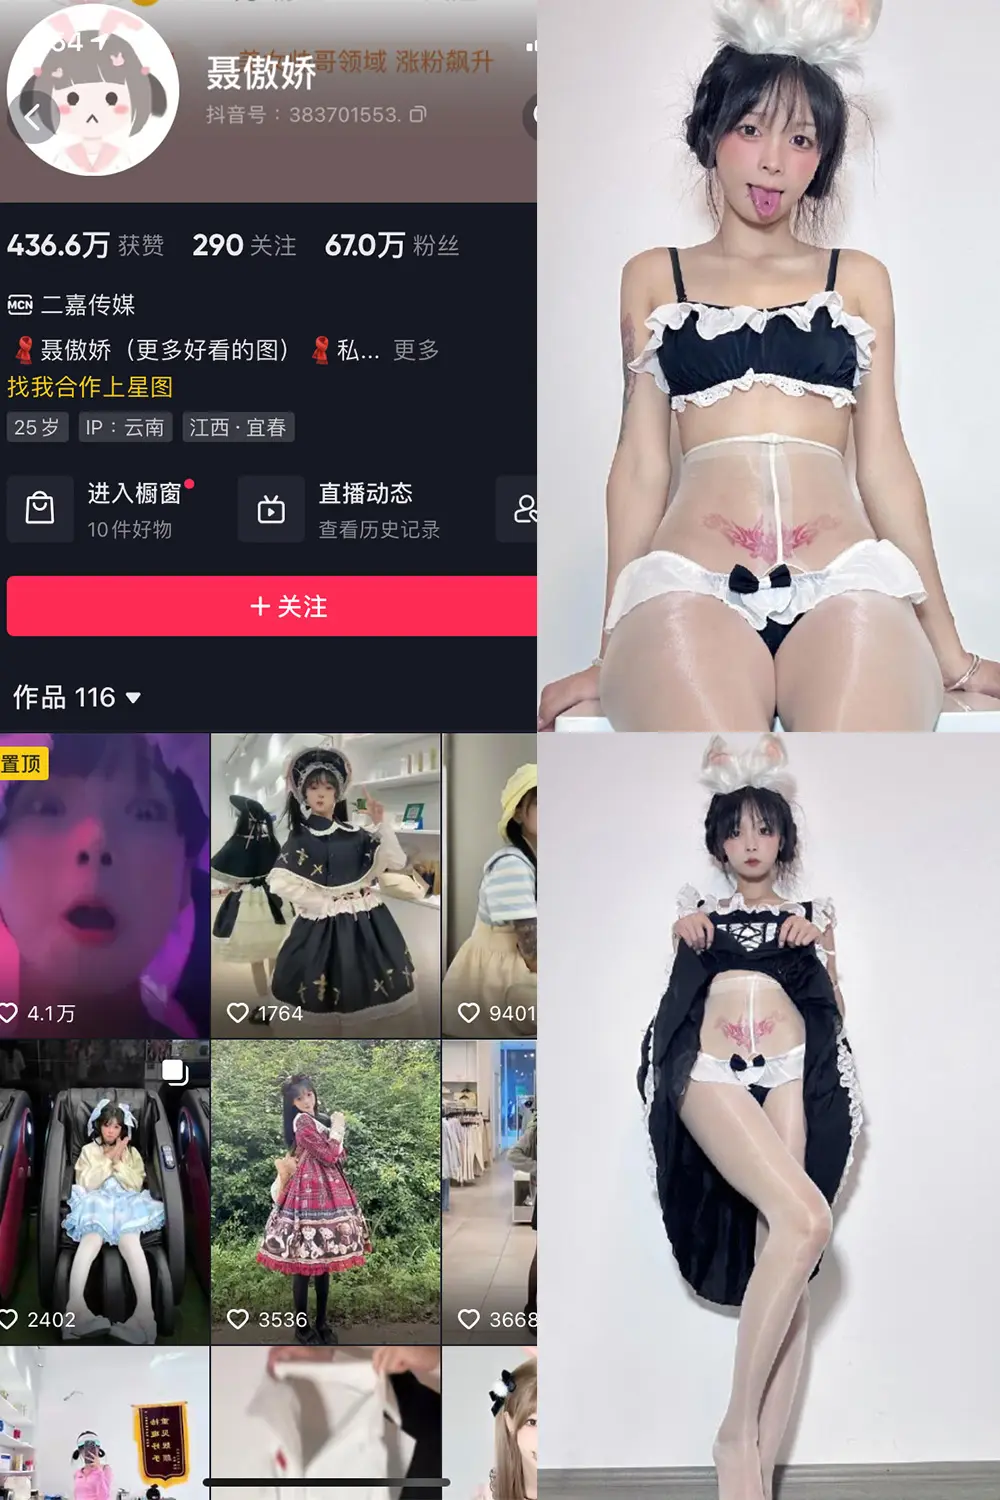 领域 涨粉飙升
聂傲娇
抖音号：383701553.
436.6万 获赞 290 关注 67.0万 粉丝
MCN 二嘉传媒
聂傲娇（更多好看的图） 私... 更多
找我合作上星图
25岁 IP：云南 江西·宜春
进入橱窗 直播动态
10件好物 查看历史记录
+ 关注
作品 116
置顶
4.1万 1764 9401
2402 3536 3668